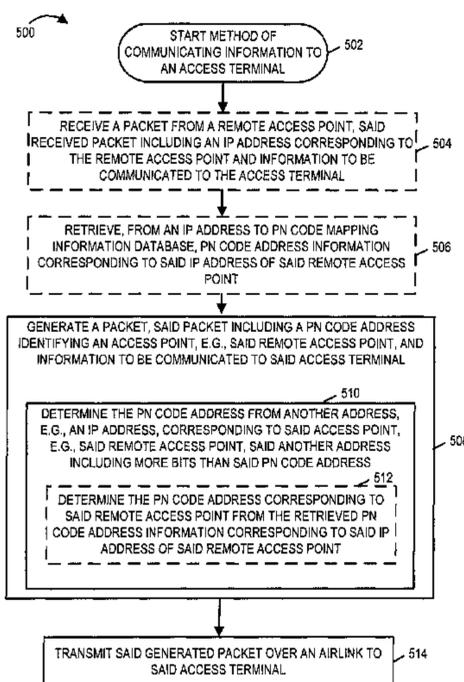 500
START METHOD OF
COMMUNICATING INFORMATION TO
AN ACCESS TERMINAL
502
RECEIVE A PACKET FROM A REMOTE ACCESS POINT, SAID
RECEIVED PACKET INCLUDING AN IP ADDRESS CORRESPONDING TO
THE REMOTE ACCESS POINT AND INFORMATION TO BE
COMMUNICATED TO THE ACCESS TERMINAL
504
RETRIEVE, FROM AN IP ADDRESS TO PN CODE MAPPING
INFORMATION DATABASE, PN CODE ADDRESS INFORMATION
CORRESPONDING TO SAID IP ADDRESS OF SAID REMOTE ACCESS
POINT
506
GENERATE A PACKET, SAID PACKET INCLUDING A PN CODE ADDRESS
IDENTIFYING AN ACCESS POINT, E.G., SAID REMOTE ACCESS POINT, AND
INFORMATION TO BE COMMUNICATED TO SAID ACCESS TERMINAL
508
510
DETERMINE THE PN CODE ADDRESS FROM ANOTHER ADDRESS,
E.G., AN IP ADDRESS, CORRESPONDING TO SAID ACCESS POINT,
E.G., SAID REMOTE ACCESS POINT, SAID ANOTHER ADDRESS
INCLUDING MORE BITS THAN SAID PN CODE ADDRESS
512
DETERMINE THE PN CODE ADDRESS CORRESPONDING TO
SAID REMOTE ACCESS POINT FROM THE RETRIEVED PN
CODE ADDRESS INFORMATION CORRESPONDING TO SAID IP
ADDRESS OF SAID REMOTE ACCESS POINT
TRANSMIT SAID GENERATED PACKET OVER AN AIRLINK TO
SAID ACCESS TERMINAL
514